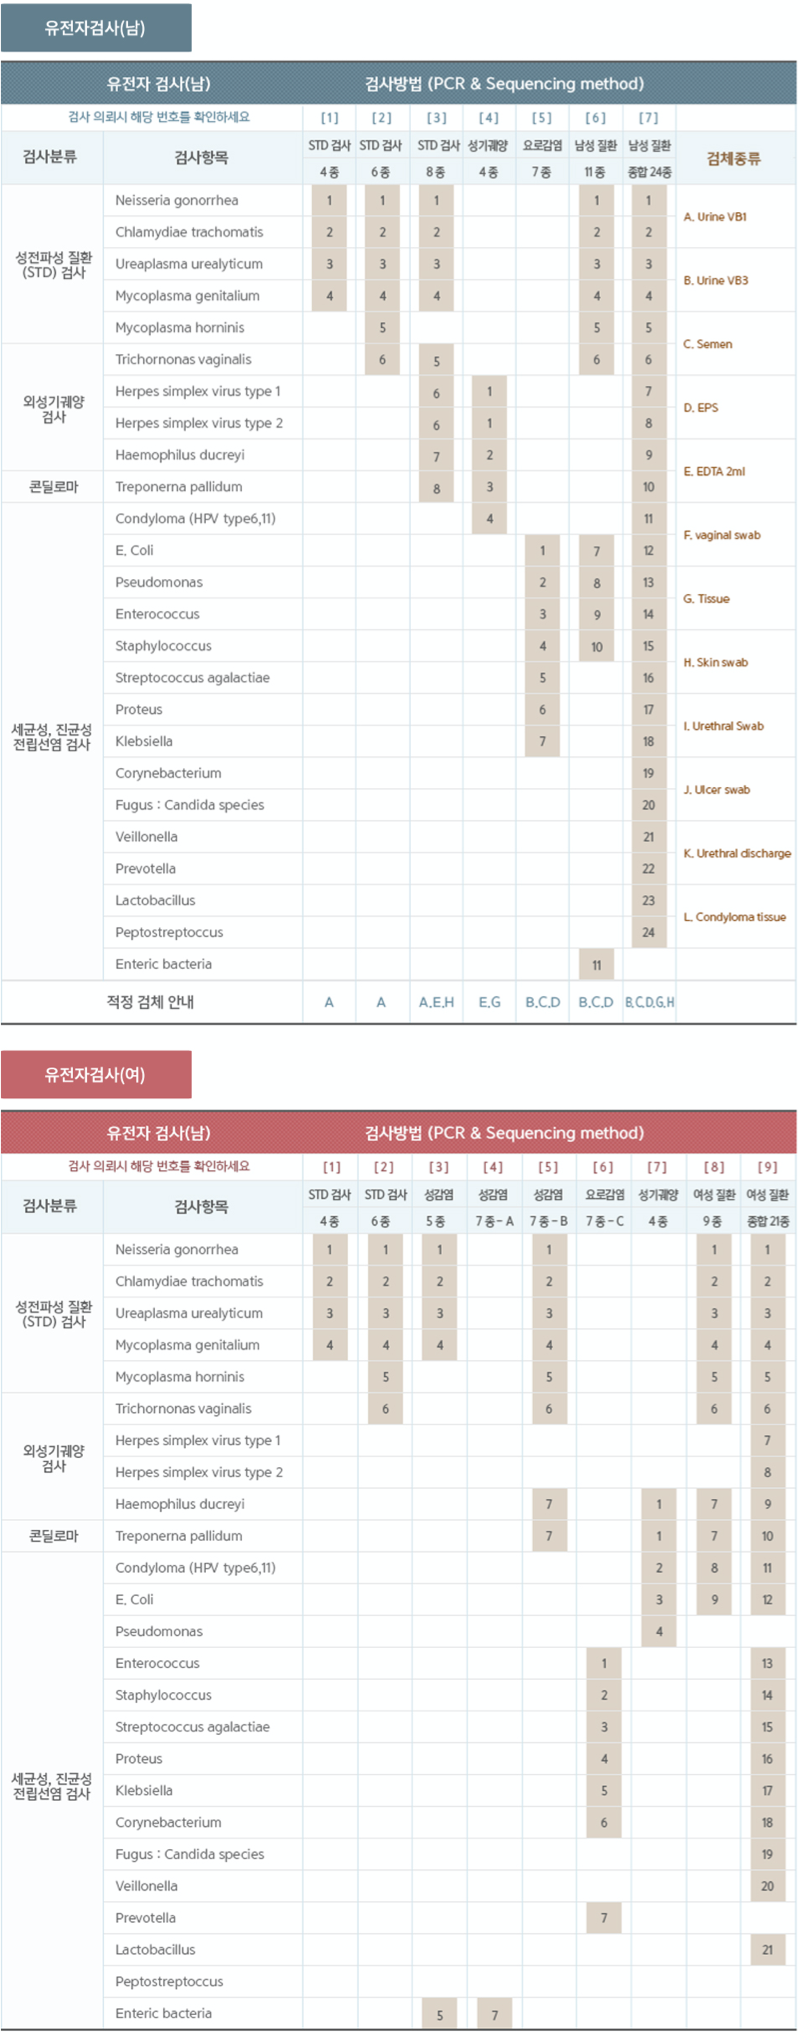 유전자검사(남)
유전자 검사(남) 검사방법 (PCR & Sequencing method)
검사 의뢰시 해당 번호를 확인하세요 [1] [2] [3] [4] [5] [6] [7]
검사분류 검사항목 STD 검사 STD 검사 STD 검사 성기궤양 요로감염 남성 질환 남성 질환 검체종류
4종 6종 8종 4종 7종 11종 종합 24종
Neisseria gonorrhea 1 1 1 1 1
A. Urine VB1
Chlamydiae trachomatis 2 2 2 2 2
성전파성 질환
(STD) 검사
Ureaplasma urealyticum 3 3 3 3 3
B. Urine VB3
Mycoplasma genitalium 4 4 4 4 4
Mycoplasma horninis 5 5 5
C. Semen
Trichornonas vaginalis 6 5 6 6
외성기궤양
검사
Herpes simplex virus type 1 6 1 7
D. EPS
Herpes simplex virus type 2 6 1 8
Haemophilus ducreyi 7 2 9
E. EDTA 2ml
콘딜로마 Treponerna pallidum 8 3 10
Condyloma (HPV type6,11) 4 11
F. vaginal swab
E. Coli 1 7 12
Pseudomonas 2 8 13
G. Tissue
Enterococcus 3 9 14
Staphylococcus 4 10 15
H. Skin swab
Streptococcus agalactiae 5 16
Proteus 6 17
I. Urethral Swab
세균성, 진균성
전립선염 검사
Klebsiella 7 18
Corynebacterium 19
J. Ulcer swab
Fugus : Candida species 20
Veillonella 21
K. Urethral discharge
Prevotella 22
Lactobacillus 23
L. Condyloma tissue
Peptostreptoccus 24
Enteric bacteria 11
적정 검체 안내 A A A.E.H E.G B.C.D B.C.D B.C.D.G.H
유전자검사(여)
유전자 검사(남) 검사방법 (PCR & Sequencing method)
검사 의뢰시 해당 번호를 확인하세요 [1] [2] [3] [4] [5] [6] [7] [8] [9]
검사분류 검사항목 STD 검사 STD 검사 성감염 성감염 성감염 요로감염 성기궤양 여성 질환 여성 질환
4종 6종 5종 7종-A 7종-B 7종-C 4종 9종 종합 21종
Neisseria gonorrhea 1 1 1 1 1 1
Chlamydiae trachomatis 2 2 2 2 2 2
성전파성 질환
(STD) 검사
Ureaplasma urealyticum 3 3 3 3 3 3
Mycoplasma genitalium 4 4 4 4 4 4
Mycoplasma horninis 5 5 5 5
Trichornonas vaginalis 6 6 6 6
외성기궤양
검사
Herpes simplex virus type 1 7
Herpes simplex virus type 2 8
Haemophilus ducreyi 7 1 7 9
콘딜로마 Treponerna pallidum 7 1 7 10
Condyloma (HPV type6,11) 2 8 11
E. Coli 3 9 12
Pseudomonas 4
Enterococcus 1 13
Staphylococcus 2 14
Streptococcus agalactiae 3 15
Proteus 4 16
세균성, 진균성
전립선염 검사
Klebsiella 5 17
Corynebacterium 6 18
Fugus : Candida species 19
Veillonella 20
Prevotella 7
Lactobacillus 21
Peptostreptoccus
Enteric bacteria 5 7